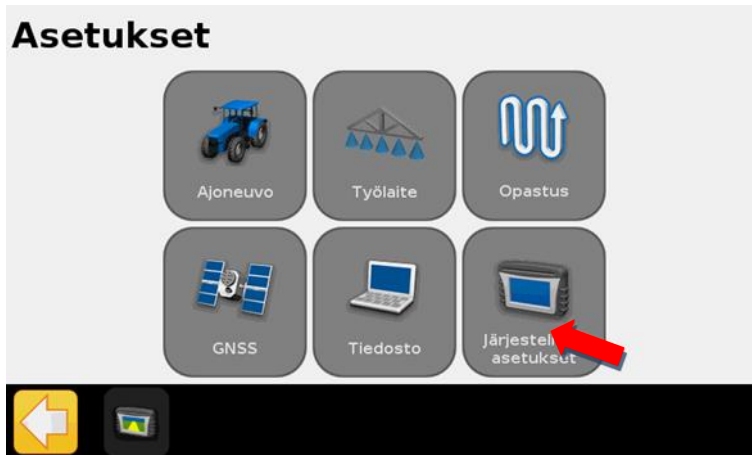 Asetukset
Ajoneuvo
Työlaite
Opastus
GNSS
Tiedosto
asetukset